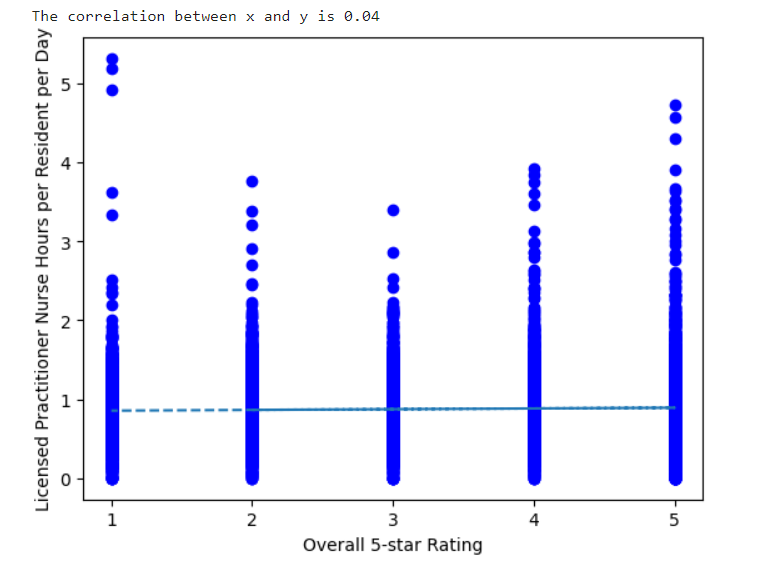 The correlation between x and y is 0.04
Licensed Practitioner Nurse Hours per Resident per Day
5
4
3
2
1
0
1 2 3 4 5
Overall 5-star Rating